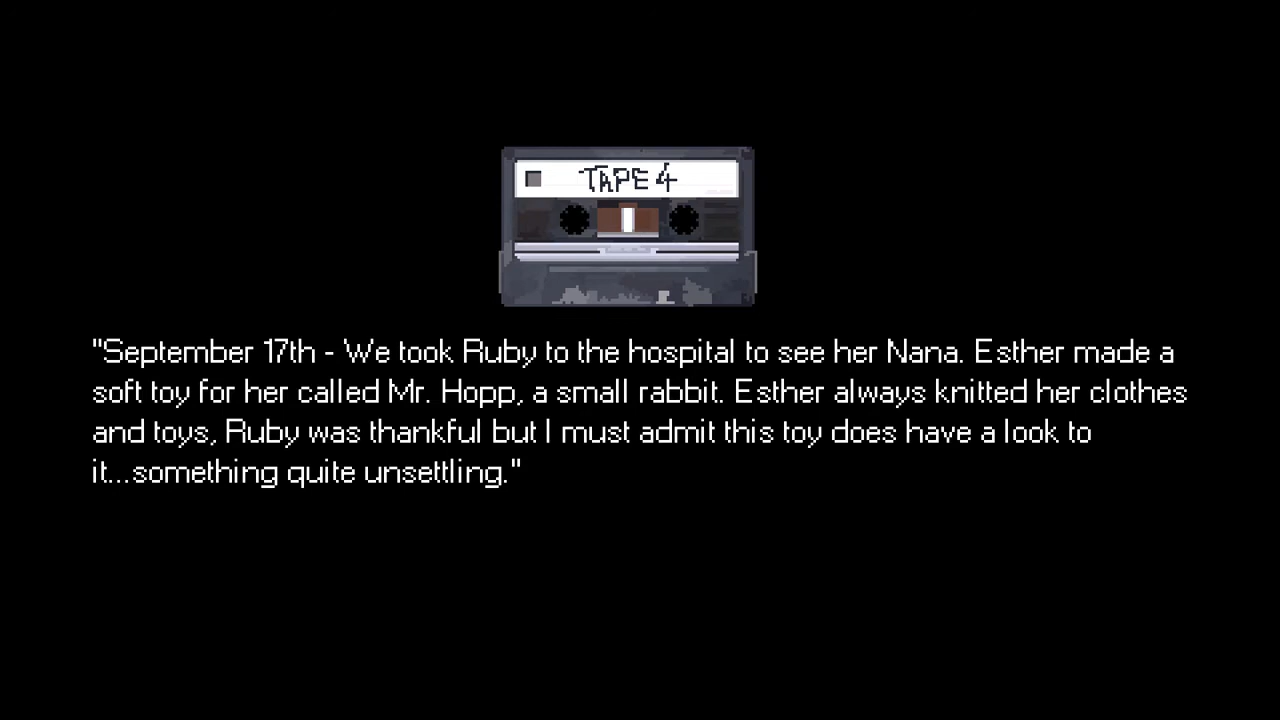 TAPE 4
"September 17th - We took Ruby to the hospital to see her Nana. Esther made a
soft toy for her called Mr. Hopp, a small rabbit. Esther always knitted her clothes
and toys, Ruby was thankful but I must admit this toy does have a look to
it...something quite unsettling."